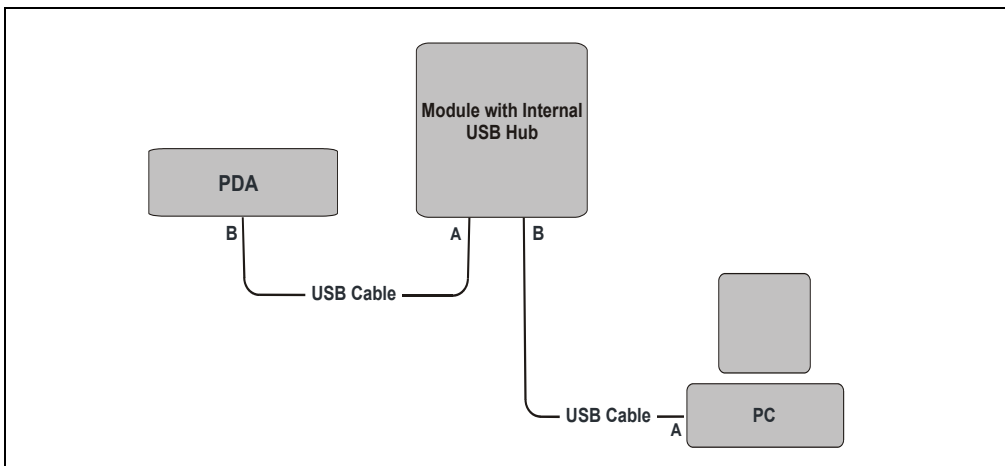 Module with Internal
USB Hub
PDA
B
A
B
USB Cable
USB Cable
A
PC